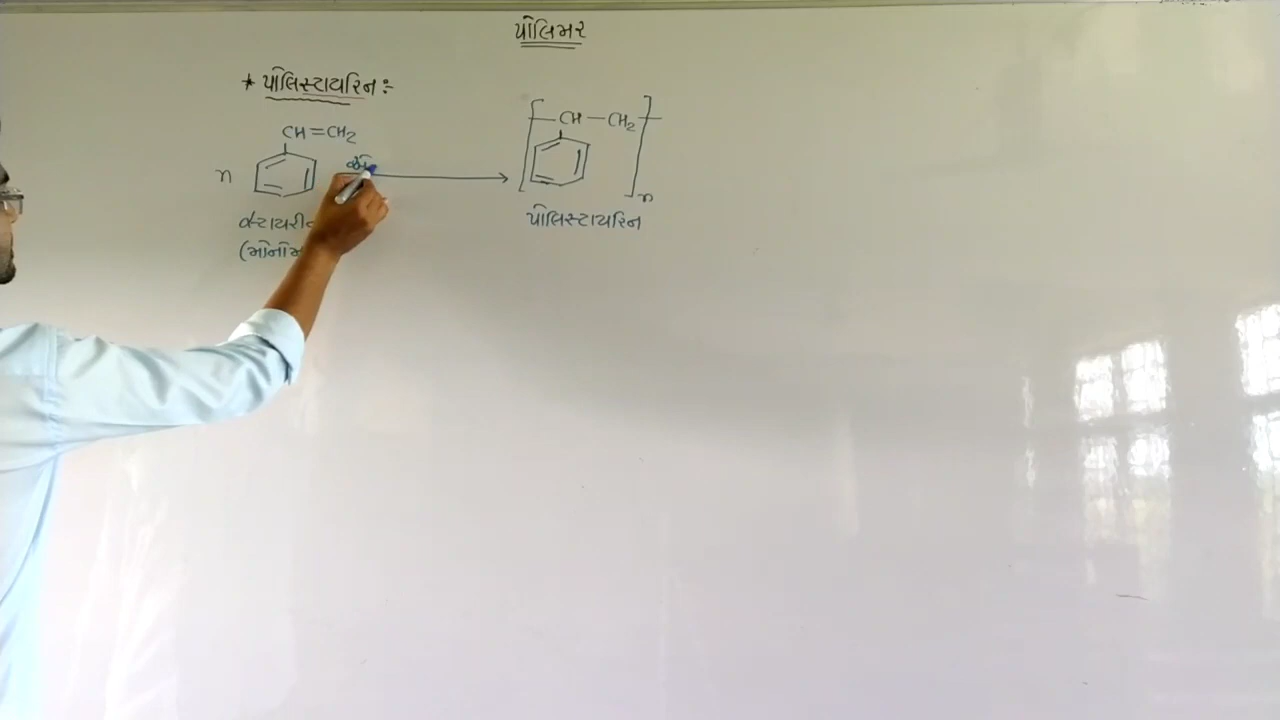 પોલિમર
* પોલિસ્ટાયરિન :-
CH=CH₂
n
સ્ટાયરીન
(મોનોમ
[—CH—CH₂—]n
પોલિસ્ટાયરિન